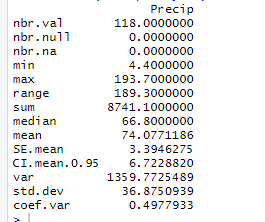 Precip
nbr.val 118.0000000
nbr.null 0.0000000
nbr.na 0.0000000
min 4.4000000
max 193.7000000
range 189.3000000
sum 8741.1000000
median 66.8000000
mean 74.0771186
SE.mean 3.3946275
CI.mean.0.95 6.7228820
var 1359.7725489
std.dev 36.8750939
coef.var 0.4977933
>